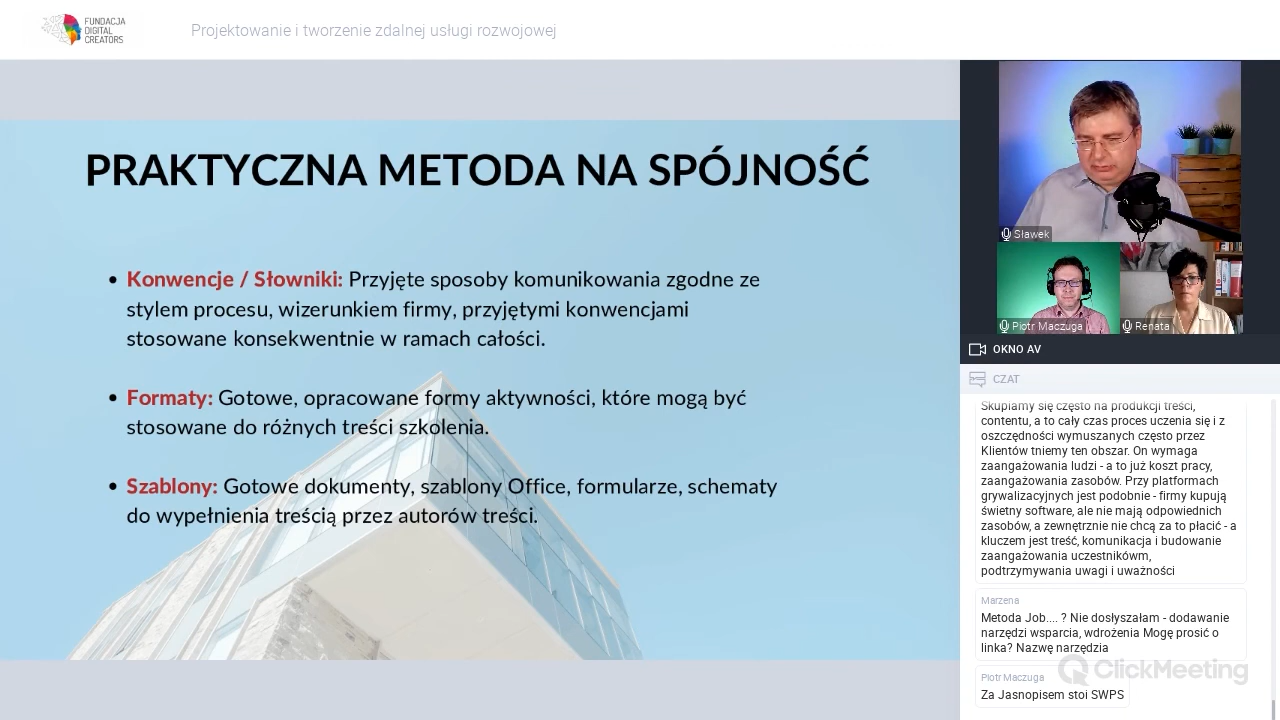 FUNDACJA
DIGITAL
CREATORS
Projektowanie i tworzenie zdalnej usługi rozwojowej
PRAKTYCZNA METODA NA SPÓJNOŚĆ
• Konwencje / Słowniki: Przyjęte sposoby komunikowania zgodne ze
stylem procesu, wizerunkiem firmy, przyjętymi konwencjami
stosowane konsekwentnie w ramach całości.
• Formaty: Gotowe, opracowane formy aktywności, które mogą być
stosowane do różnych treści szkolenia.
• Szablony: Gotowe dokumenty, szablony Office, formularze, schematy
do wypełnienia treścią przez autorów treści.
Sławek
Piotr Maczuga
Renata
OKNO AV
CZAT
Skupiamy się często na produkcji treści,
contentu, a to cały czas proces uczenia się i z
oszczędności wymuszanych często przez
Klientów tniemy ten obszar. On wymaga
zaangażowania ludzi - a to już koszt pracy,
zaangażowania zasobów. Przy platformach
grywalizacyjnych jest podobnie - firmy kupują
świetny software, ale nie mają odpowiednich
zasobów, a zewnętrznie nie chcą za to płacić - a
kluczem jest treść, komunikacja i budowanie
zaangażowania uczestnikówm,
podtrzymywania uwagi i uważności
Marzena
Metoda Job.... ? Nie dosłyszałam - dodawanie
narzędzi wsparcia, wdrożenia Mogę prosić o
linka? Nazwę narzędzia
ClickMeeting
Piotr Maczuga
Za Jasnopisem stoi SWPS